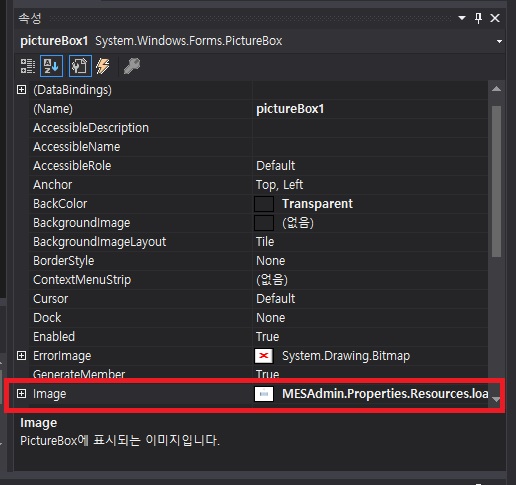 속성
pictureBox1 System.Windows.Forms.PictureBox
(DataBindings)
(Name) pictureBox1
AccessibleDescription
AccessibleName
AccessibleRole Default
Anchor Top, Left
BackColor Transparent
BackgroundImage (없음)
BackgroundImageLayout Tile
BorderStyle None
ContextMenuStrip (없음)
Cursor Default
Dock None
Enabled True
ErrorImage System.Drawing.Bitmap
GenerateMember True
Image MESAdmin.Properties.Resources.loa
Image
PictureBox에 표시되는 이미지입니다.